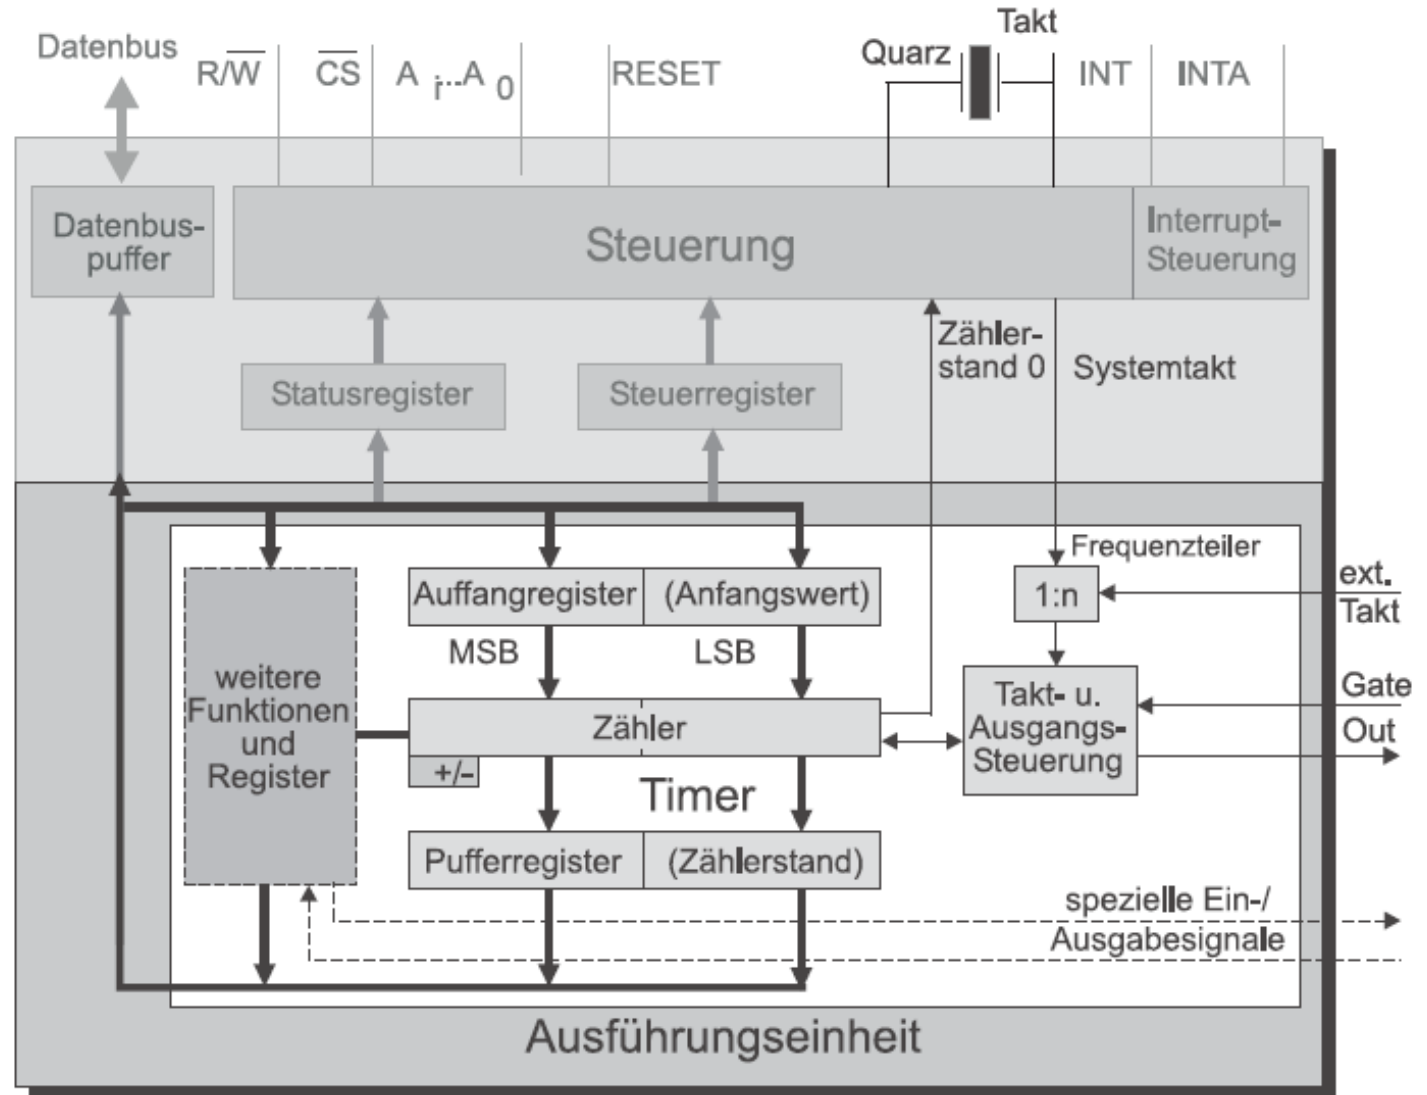 Takt
Datenbus
Quarz
R/W̅
C̅S̅
A i...A 0
RESET
INT
INTA
Datenbus-
puffer
Steuerung
Interrupt-
Steuerung
Zähler-
stand 0
Systemtakt
Statusregister
Steuerregister
Frequenzteiler
ext.
Takt
1:n
Auffangregister
(Anfangswert)
MSB
LSB
weitere
Funktionen
und
Register
Zähler
+/-
Takt- u.
Ausgangs-
Steuerung
Gate
Out
Timer
Pufferregister
(Zählerstand)
spezielle Ein-/
Ausgabesignale
Ausführungseinheit